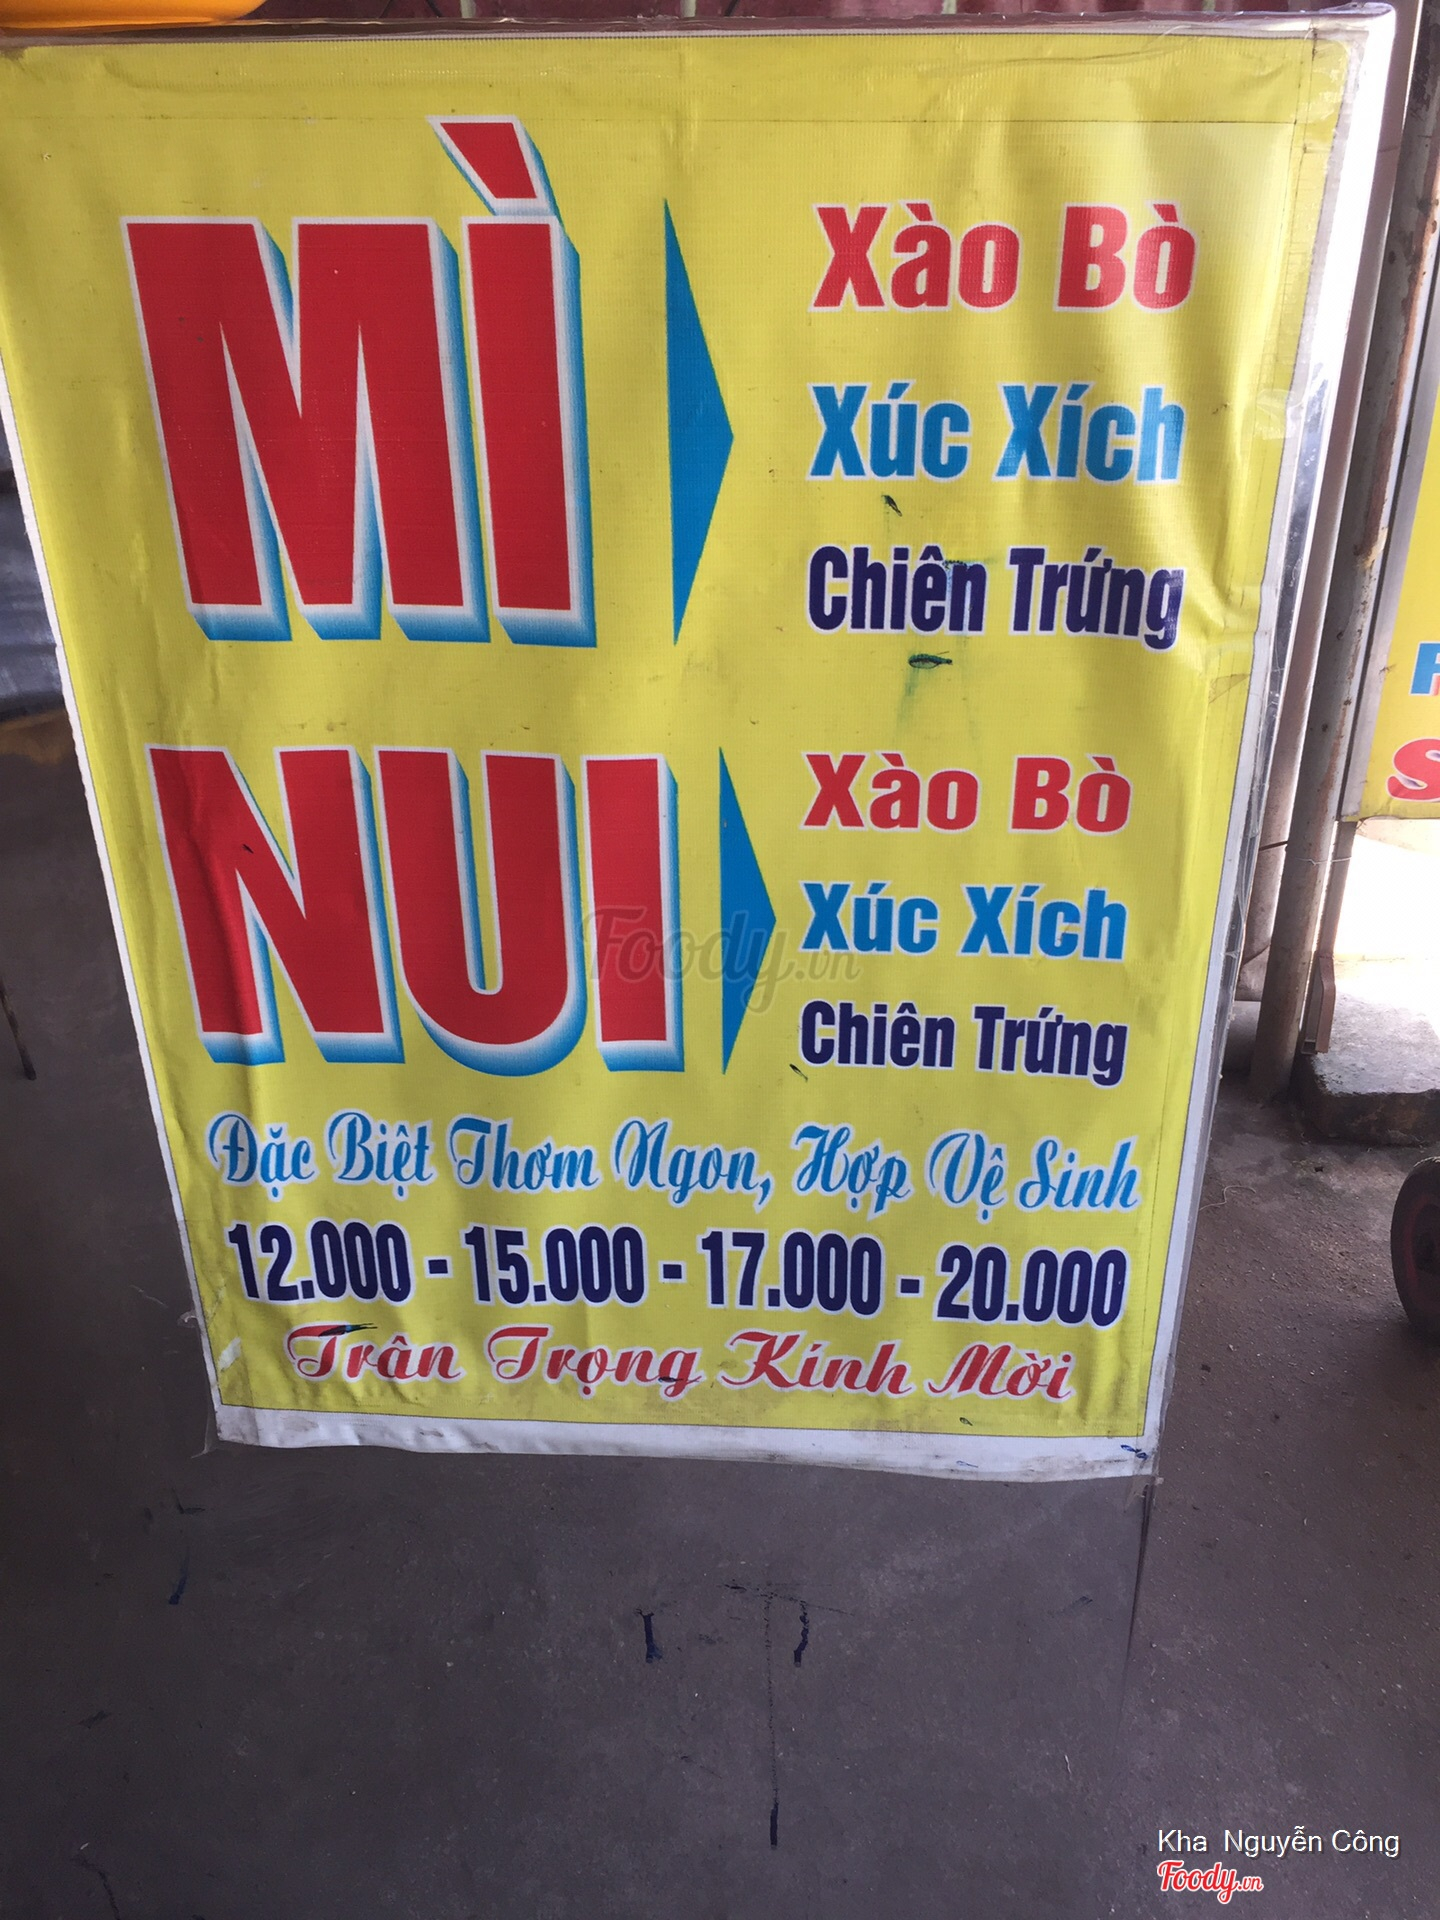 MÌ
Xào Bò
Xúc Xích
Chiên Trứng
NUI
Xào Bò
Xúc Xích
Chiên Trứng
Foody.vn
Đặc Biệt Thơm Ngon, Hợp Vệ Sinh
12.000 - 15.000 - 17.000 - 20.000
Trân Trọng Kính Mời
Kha Nguyễn Công
Foody.vn